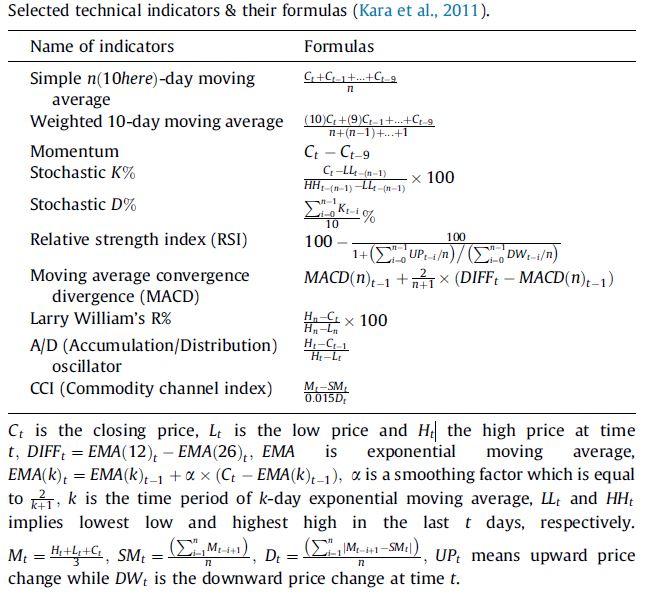 Selected technical indicators & their formulas (Kara et al., 2011).
Name of indicators Formulas
Simple n(10here)-day moving average $\frac{C_t+C_{t-1}+...+C_{t-9}}{n}$
Weighted 10-day moving average $\frac{(10)C_t+(9)C_{t-1}+...+C_{t-9}}{n+(n-1)+...+1}$
Momentum $C_t - C_{t-9}$
Stochastic K% $\frac{C_t-LL_{t-(n-1)}}{HH_{t-(n-1)}-LL_{t-(n-1)}} \times 100$
Stochastic D% $\frac{\sum_{i=0}^{n-1} K_{t-i}}{10}\%$
Relative strength index (RSI) $100 - \frac{100}{1+\left(\sum_{i=0}^{n-1} UP_{t-i}/n\right)/\left(\sum_{i=0}^{n-1} DW_{t-i}/n\right)}$
Moving average convergence divergence (MACD) $MACD(n)_{t-1} + \frac{2}{n+1} \times (DIFF_t - MACD(n)_{t-1})$
Larry William's R% $\frac{H_n-C_t}{H_n-L_n} \times 100$
A/D (Accumulation/Distribution) oscillator $\frac{H_t-C_{t-1}}{H_t-L_t}$
CCI (Commodity channel index) $\frac{M_t-SM_t}{0.015D_t}$
$C_t$ is the closing price, $L_t$ is the low price and $H_t$| the high price at time
$t$, $DIFF_t = EMA(12)_t - EMA(26)_t$, EMA is exponential moving average,
$EMA(k)_t = EMA(k)_{t-1} + \alpha \times (C_t - EMA(k)_{t-1})$, $\alpha$ is a smoothing factor which is equal
to $\frac{2}{k+1}$, $k$ is the time period of $k$-day exponential moving average, $LL_t$ and $HH_t$
implies lowest low and highest high in the last $t$ days, respectively.
$M_t = \frac{H_t+L_t+C_t}{3}$, $SM_t = \frac{\left(\sum_{i=1}^{n} M_{t-i+1}\right)}{n}$, $D_t = \frac{\left(\sum_{i=1}^{n} |M_{t-i+1}-SM_t|\right)}{n}$, $UP_t$ means upward price
change while $DW_t$ is the downward price change at time $t$.